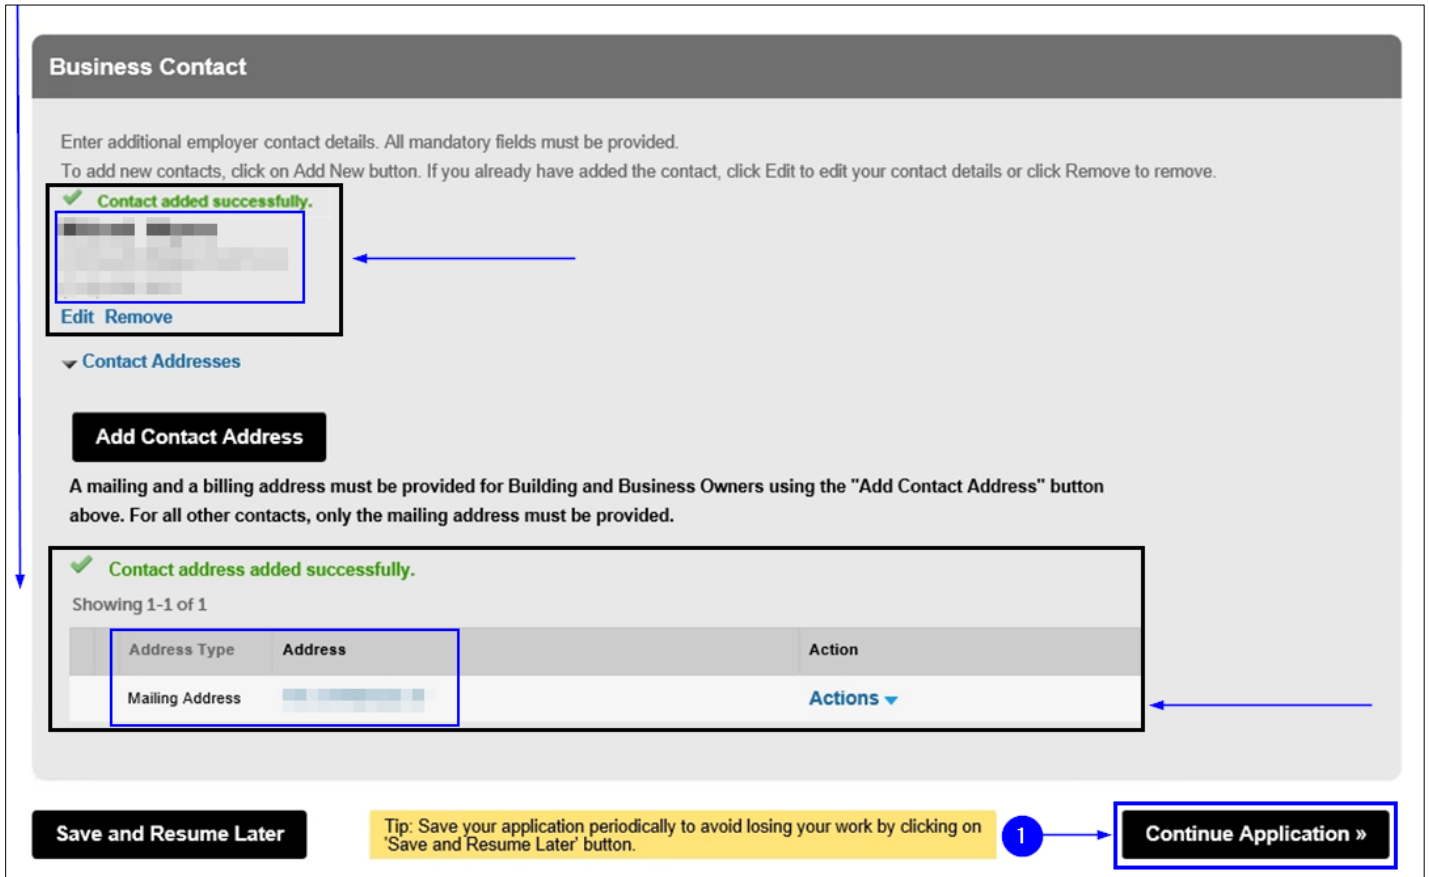 Business Contact
Enter additional employer contact details. All mandatory fields must be provided.
To add new contacts, click on Add New button. If you already have added the contact, click Edit to edit your contact details or click Remove to remove.
Contact added successfully.
Edit Remove
Contact Addresses
Add Contact Address
A mailing and a billing address must be provided for Building and Business Owners using the "Add Contact Address" button
above. For all other contacts, only the mailing address must be provided.
Contact address added successfully.
Showing 1-1 of 1
Address Type Address Action
Mailing Address Actions
Save and Resume Later
Tip: Save your application periodically to avoid losing your work by clicking on
'Save and Resume Later' button.
1
Continue Application »